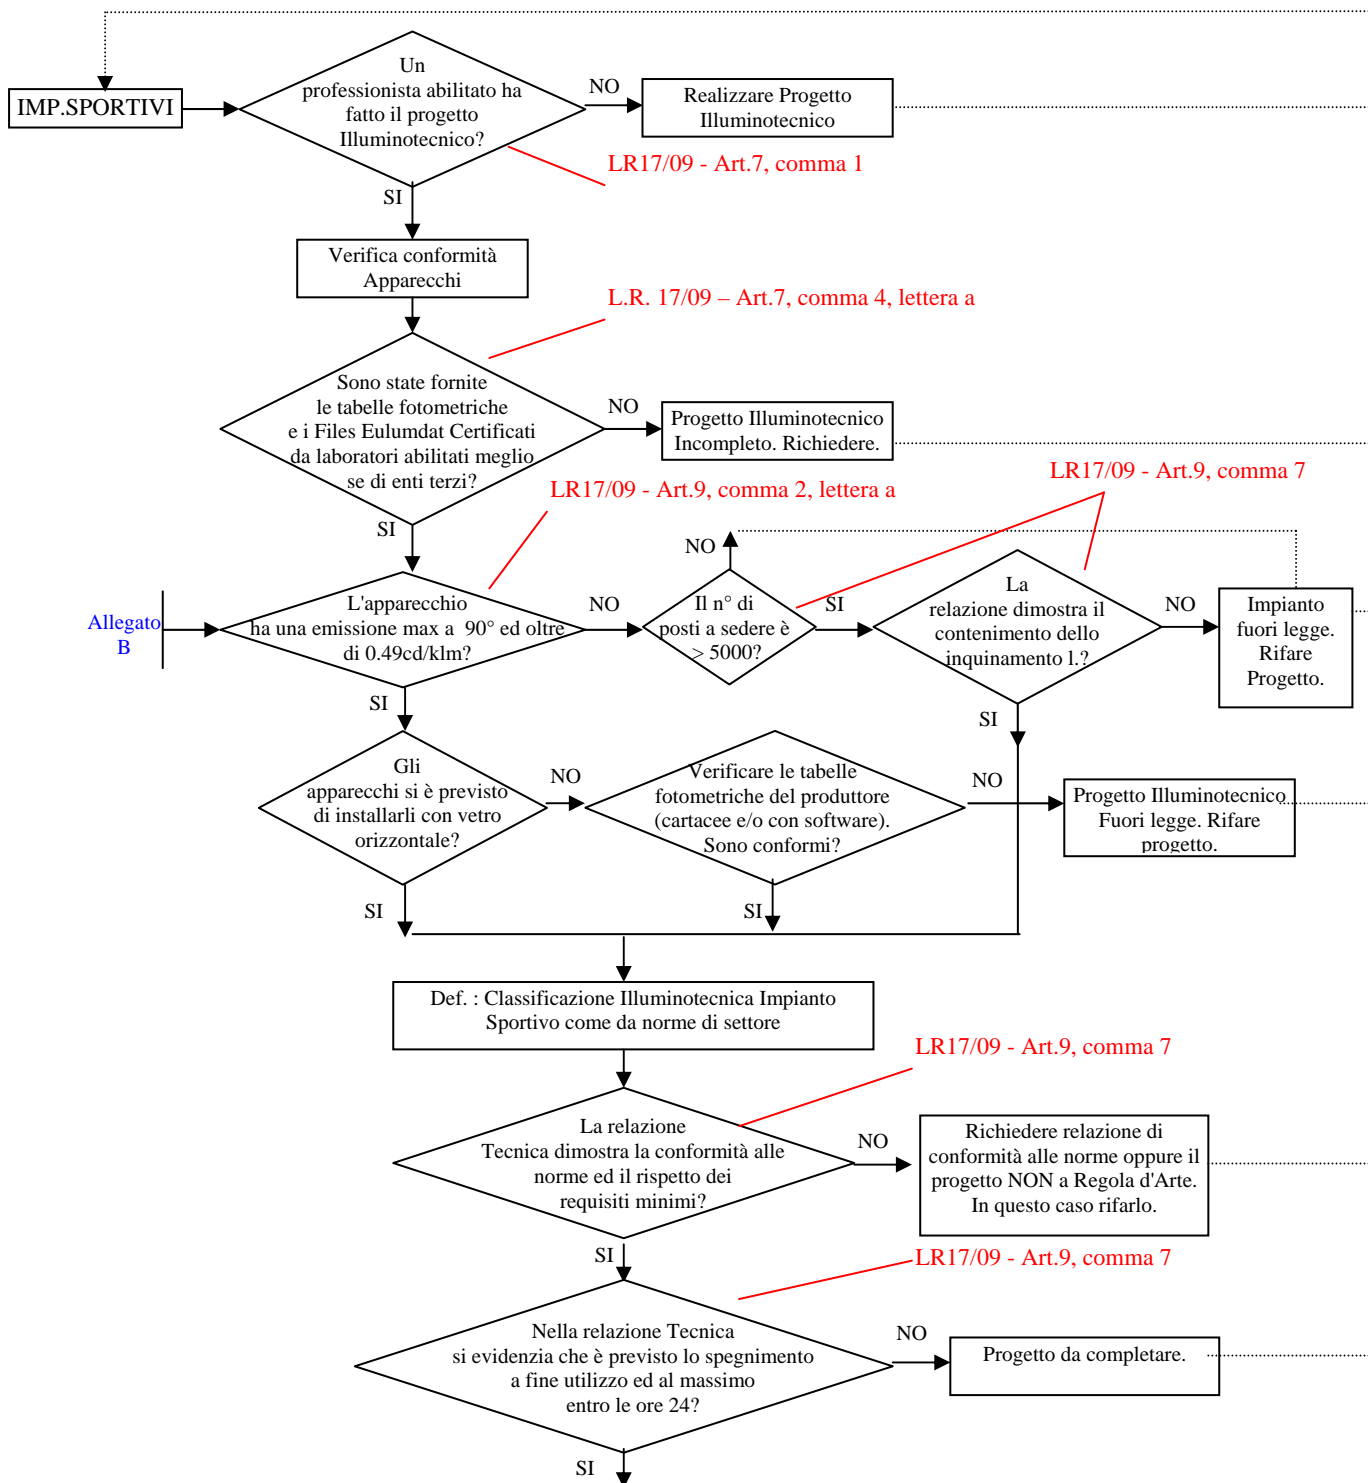 IMP.SPORTIVI
Un
professionista abilitato ha
fatto il progetto
Illuminotecnico?
NO
Realizzare Progetto
Illuminotecnico
LR17/09 - Art.7, comma 1
SI
Verifica conformità
Apparecchi
L.R. 17/09 – Art.7, comma 4, lettera a
Sono state fornite
le tabelle fotometriche
e i Files Eulumdat Certificati
da laboratori abilitati meglio
se di enti terzi?
NO
Progetto Illuminotecnico
Incompleto. Richiedere.
LR17/09 - Art.9, comma 2, lettera a
LR17/09 - Art.9, comma 7
SI
Allegato
B
L'apparecchio
ha una emissione max a 90° ed oltre
di 0.49cd/klm?
NO
NO
Il n° di
posti a sedere è
> 5000?
SI
La
relazione dimostra il
contenimento dello
inquinamento l.?
NO
Impianto
fuori legge.
Rifare
Progetto.
SI
SI
Gli
apparecchi si è previsto
di installarli con vetro
orizzontale?
NO
Verificare le tabelle
fotometriche del produttore
(cartacee e/o con software).
Sono conformi?
NO
Progetto Illuminotecnico
Fuori legge. Rifare
progetto.
SI
SI
Def. : Classificazione Illuminotecnica Impianto
Sportivo come da norme di settore
LR17/09 - Art.9, comma 7
La relazione
Tecnica dimostra la conformità alle
norme ed il rispetto dei
requisiti minimi?
NO
Richiedere relazione di
conformità alle norme oppure il
progetto NON a Regola d'Arte.
In questo caso rifarlo.
SI
LR17/09 - Art.9, comma 7
Nella relazione Tecnica
si evidenzia che è previsto lo spegnimento
a fine utilizzo ed al massimo
entro le ore 24?
NO
Progetto da completare.
SI